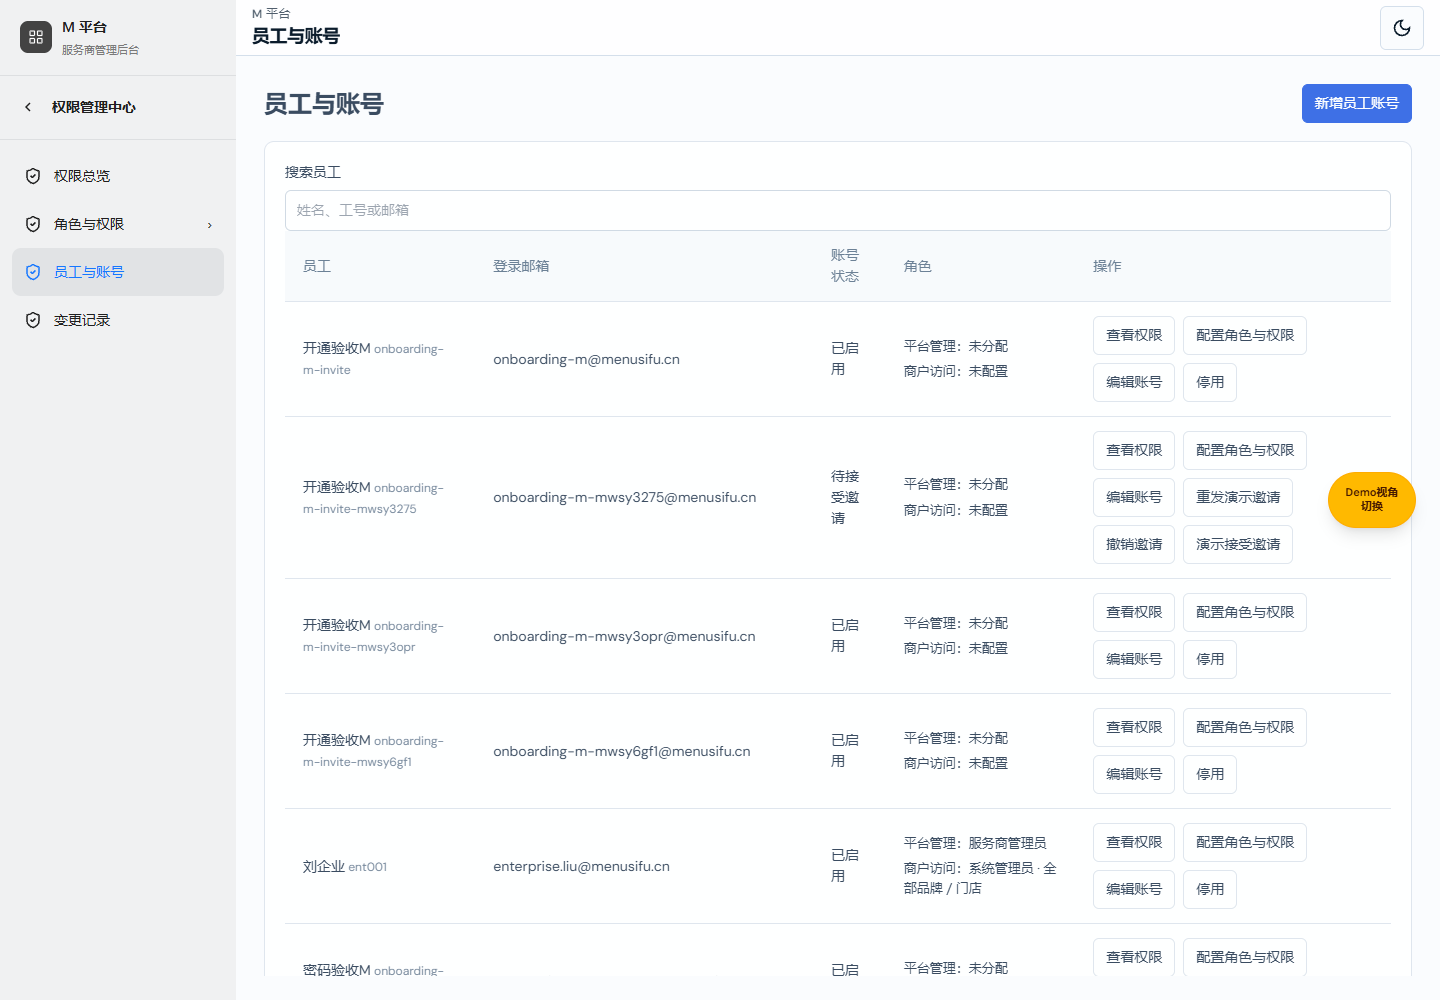 M 平台
服务商管理后台
权限管理中心
权限总览
角色与权限
员工与账号
变更记录
M 平台
员工与账号
员工与账号
新增员工账号
搜索员工
姓名、工号或邮箱
员工 登录邮箱 账号状态 角色 操作
开通验收M onboarding-
m-invite
onboarding-m@menusifu.cn
已启
用
平台管理：未分配
商户访问：未配置
查看权限 配置角色与权限
编辑账号 停用
开通验收M onboarding-
m-invite-mwsy3275
onboarding-m-mwsy3275@menusifu.cn
待接
受邀
请
平台管理：未分配
商户访问：未配置
查看权限 配置角色与权限
编辑账号 重发演示邀请
撤销邀请 演示接受邀请
Demo视角
切换
开通验收M onboarding-
m-invite-mwsy3opr
onboarding-m-mwsy3opr@menusifu.cn
已启
用
平台管理：未分配
商户访问：未配置
查看权限 配置角色与权限
编辑账号 停用
开通验收M onboarding-
m-invite-mwsy6gf1
onboarding-m-mwsy6gf1@menusifu.cn
已启
用
平台管理：未分配
商户访问：未配置
查看权限 配置角色与权限
编辑账号 停用
刘企业 ent001
enterprise.liu@menusifu.cn
已启
用
平台管理：服务商管理员
商户访问：系统管理员 · 全
部品牌 / 门店
查看权限 配置角色与权限
编辑账号 停用
密码验收M onboarding-
已启
平台管理：未分配
查看权限 配置角色与权限